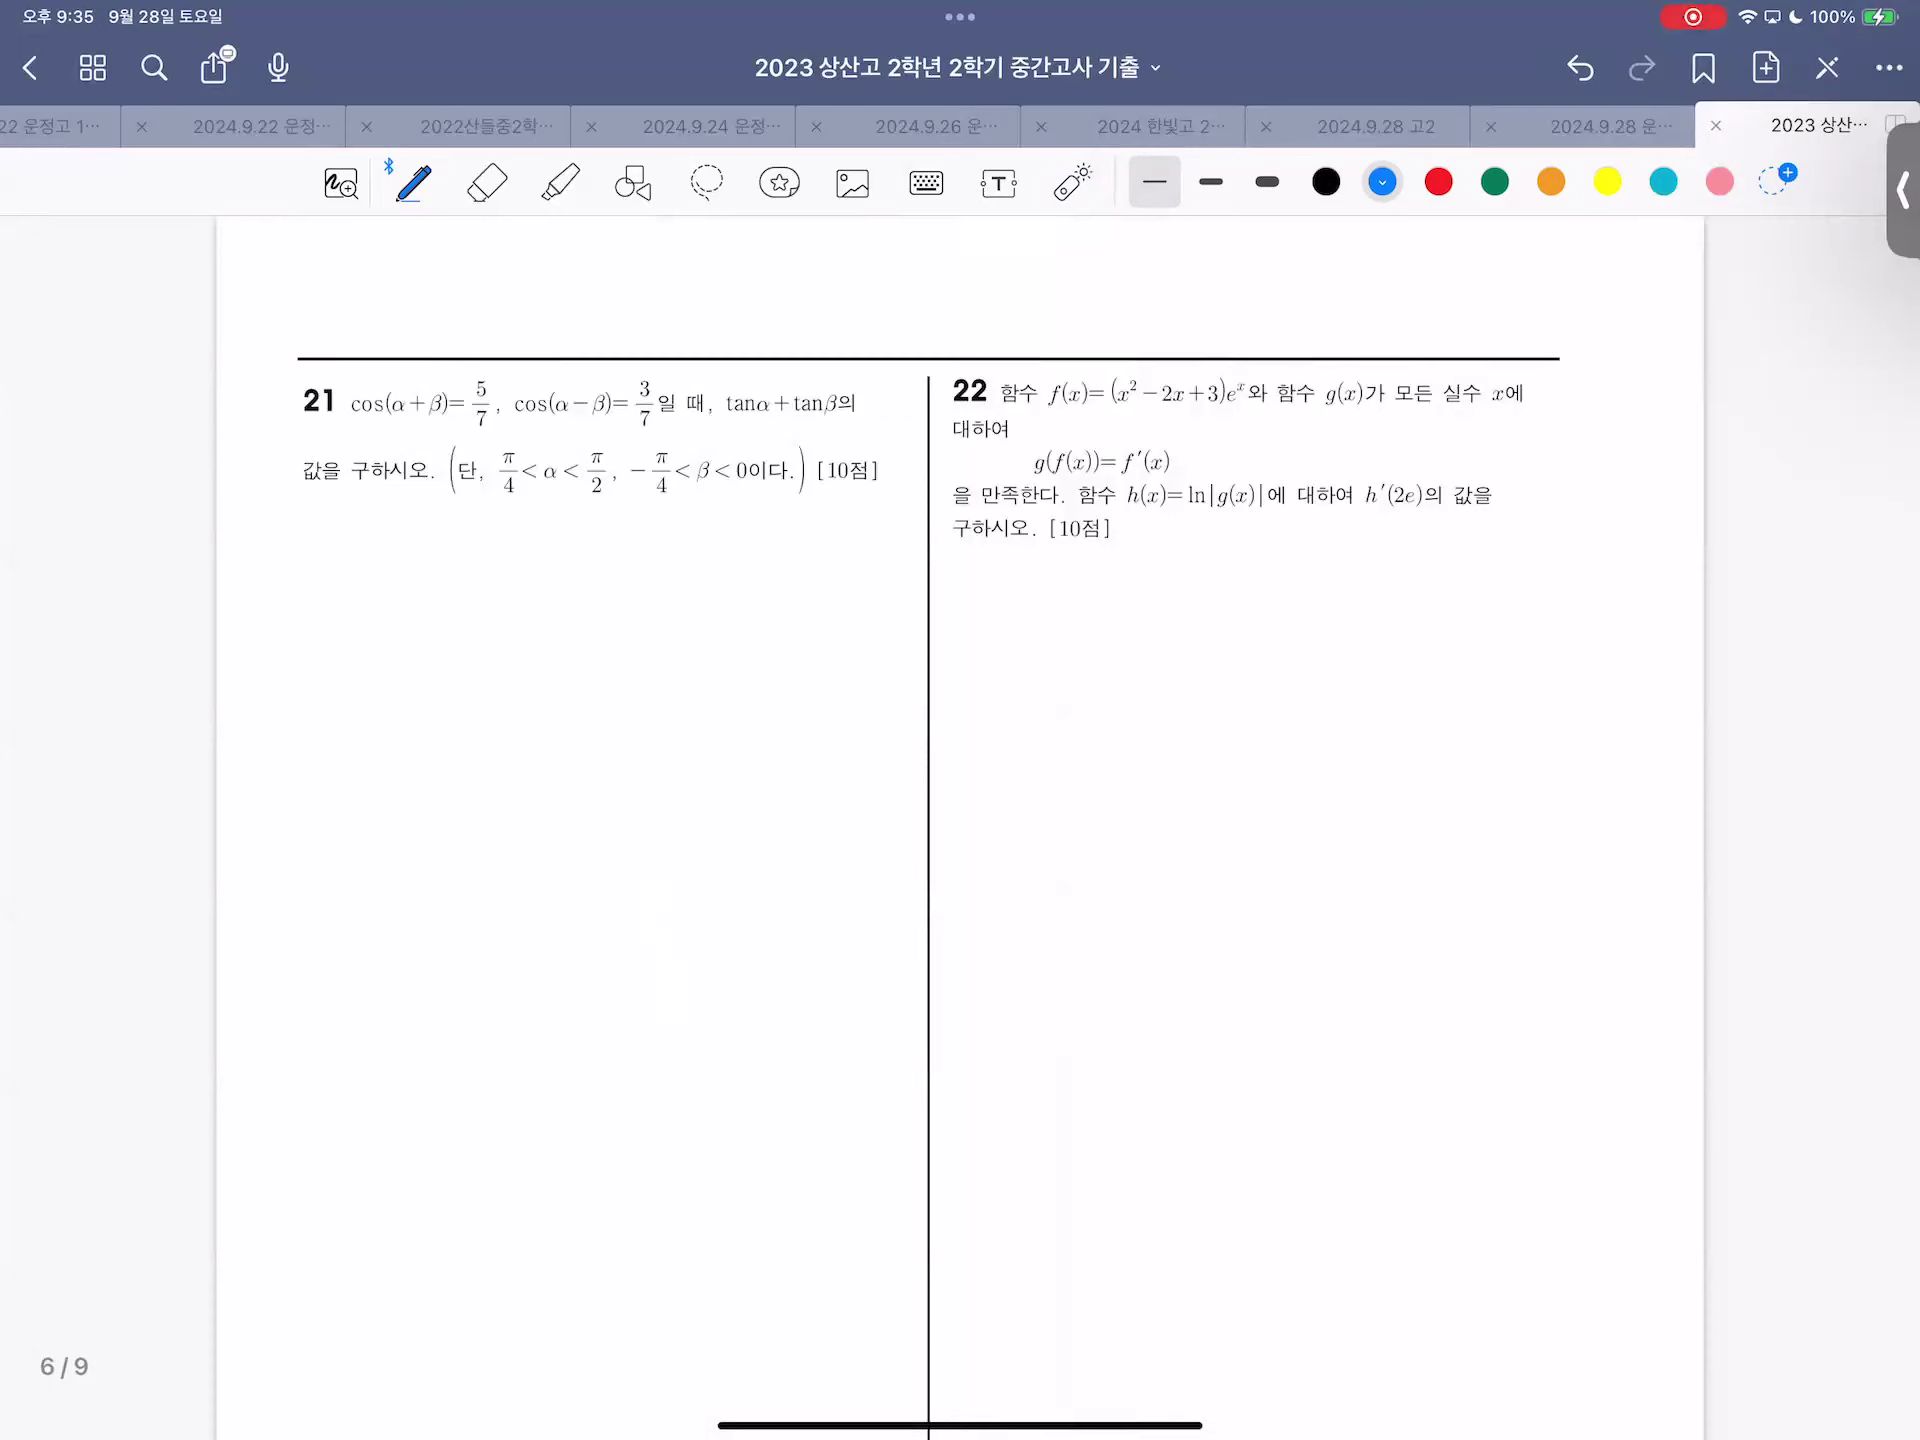 오후 9:35 9월 28일 토요일
100%
2023 상산고 2학년 2학기 중간고사 기출
22 운정고 1…
2024.9.22 운정…
2022산들중2학…
2024.9.24 운정…
2024.9.26 운…
2024 한빛고 2…
2024.9.28 고2
2024.9.28 운…
2023 상산…
21 cos(α+β)=5/7, cos(α−β)=3/7일 때, tanα+tanβ의
값을 구하시오. (단, π/4<α<π/2, −π/4<β<0이다.) [10점]
22 함수 f(x)=(x²−2x+3)eˣ와 함수 g(x)가 모든 실수 x에
대하여
g(f(x))=f′(x)
을 만족한다. 함수 h(x)=ln|g(x)|에 대하여 h′(2e)의 값을
구하시오. [10점]
6 / 9